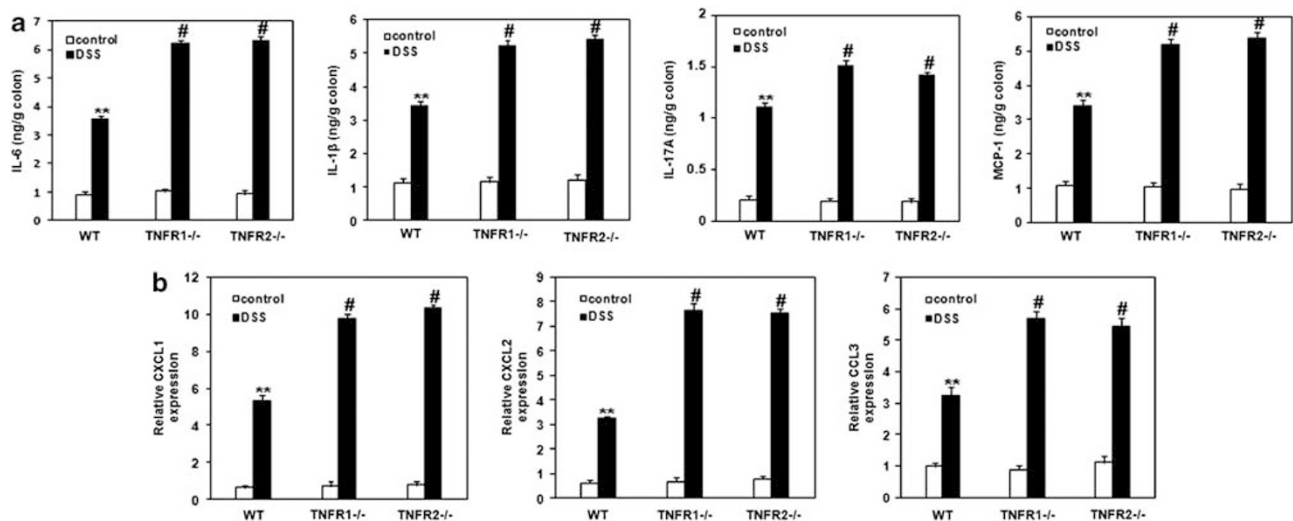 a
IL-6 (ng/g colon)
7
6
5
4
3
2
1
0
control
DSS
**
#
#
WT TNFR1-/- TNFR2-/-
IL-1β (ng/g colon)
6
5
4
3
2
1
0
control
DSS
**
#
#
WT TNFR1-/- TNFR2-/-
IL-17A (ng/g colon)
2
1.5
1
0.5
0
control
DSS
**
#
#
WT TNFR1-/- TNFR2-/-
MCP-1 (ng/g colon)
6
5
4
3
2
1
0
control
DSS
**
#
#
WT TNFR1-/- TNFR2-/-
b
Relative CXCL1
expression
12
10
8
6
4
2
0
control
DSS
**
#
#
WT TNFR1-/- TNFR2-/-
Relative CXCL2
expression
9
8
7
6
5
4
3
2
1
0
control
DSS
**
#
#
WT TNFR1-/- TNFR2-/-
Relative CCL3
expression
7
6
5
4
3
2
1
0
control
DSS
**
#
#
WT TNFR1-/- TNFR2-/-